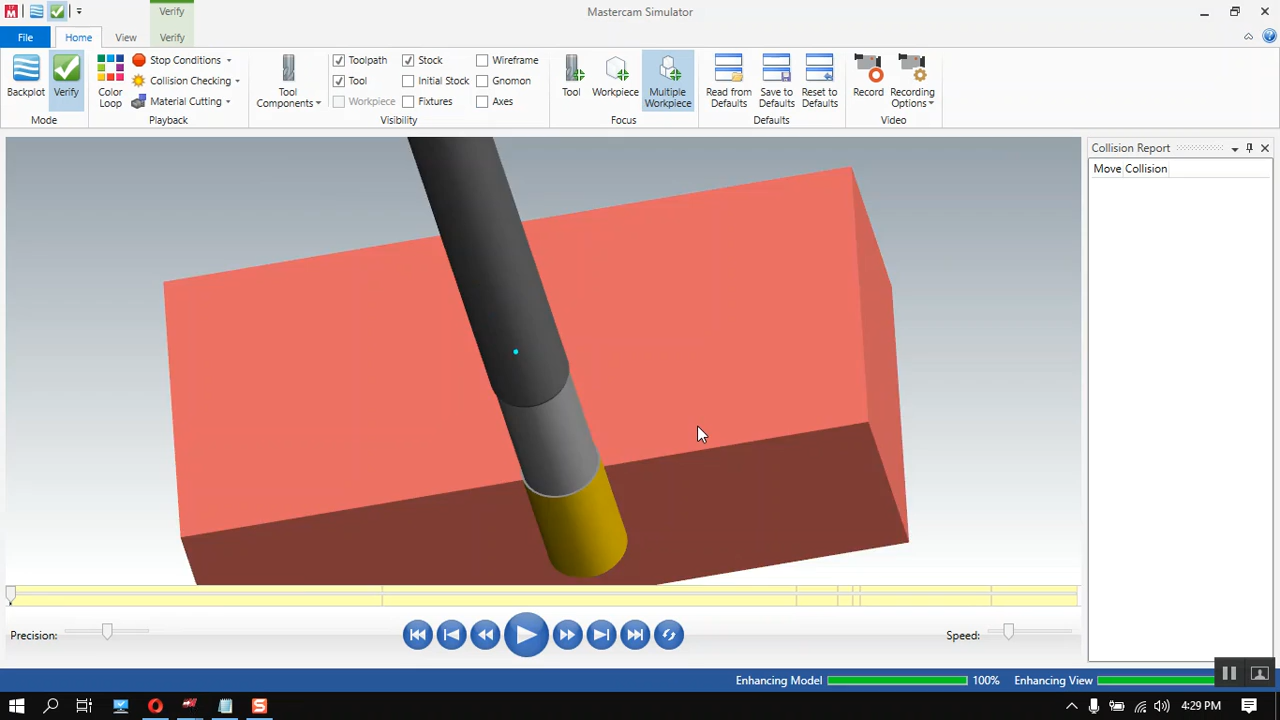 Verify
Mastercam Simulator
File
Home
View
Verify
Backplot
Verify
Mode
Color Loop
Stop Conditions
Collision Checking
Material Cutting
Playback
Tool Components
Toolpath
Tool
Workpiece
Stock
Initial Stock
Fixtures
Wireframe
Gnomon
Axes
Visibility
Tool
Workpiece
Multiple Workpiece
Focus
Read from Defaults
Save to Defaults
Reset to Defaults
Defaults
Record
Recording Options
Video
Collision Report
Move Collision
Precision:
Speed:
Enhancing Model
100%
Enhancing View
4:29 PM